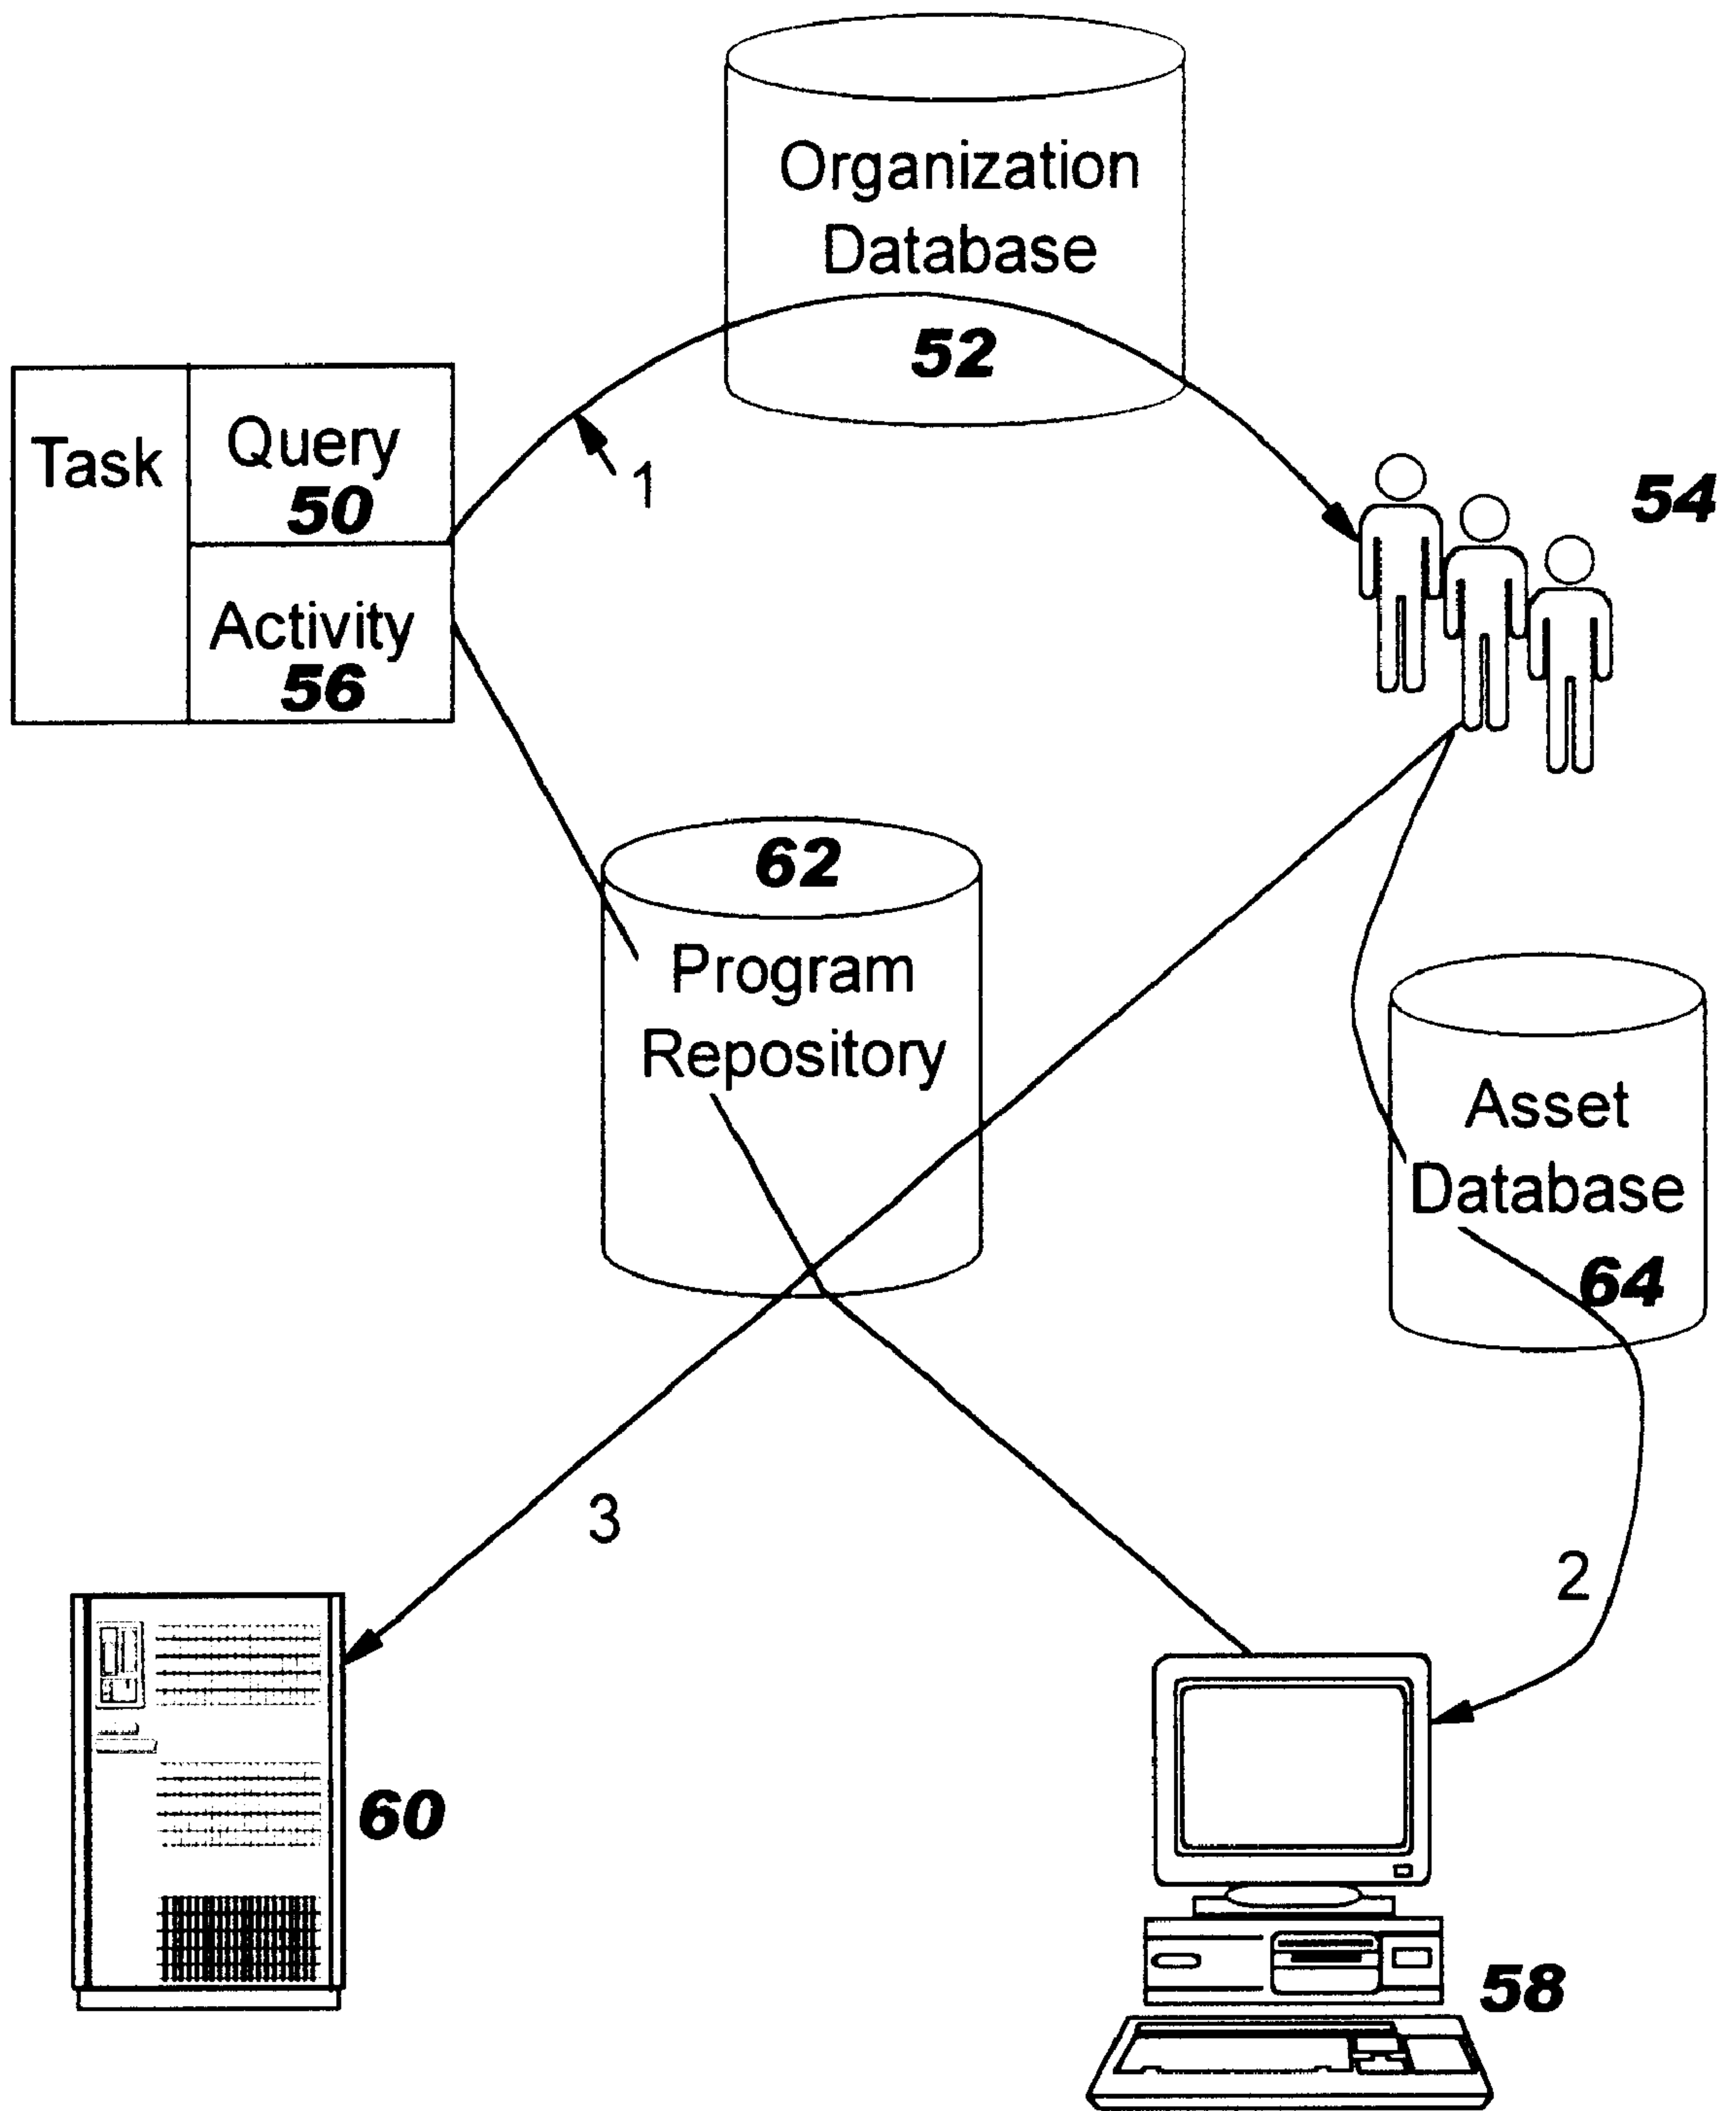 Organization
Database
52
Task
Query
50
1
54
Activity
56
62
Program
Repository
Asset
Database
64
3
2
60
58